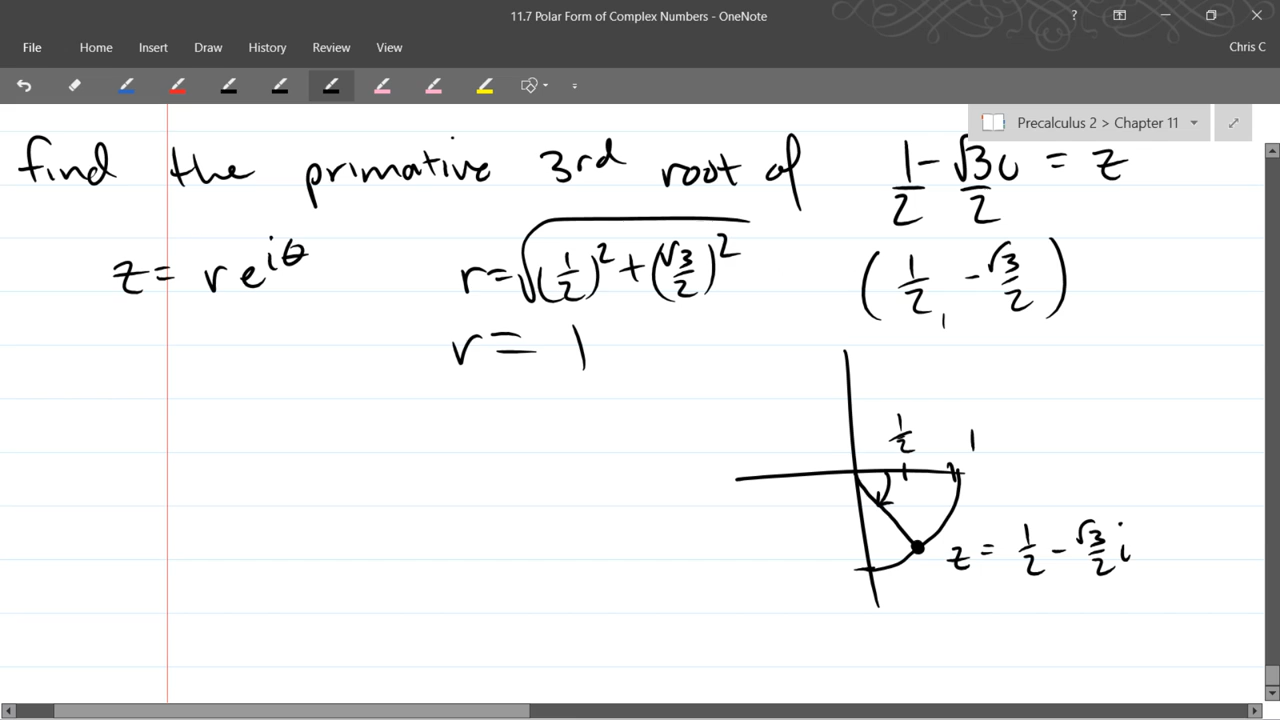 11.7 Polar Form of Complex Numbers - OneNote
?
File Home Insert Draw History Review View Chris C
Precalculus 2 > Chapter 11
find the primative 3rd root of 1/2 - √3i/2 = z
z = re^iθ r = √((1/2)^2 + (√3/2)^2) (1/2, -√3/2)
r = 1
1/2 1
z = 1/2 - √3/2 i